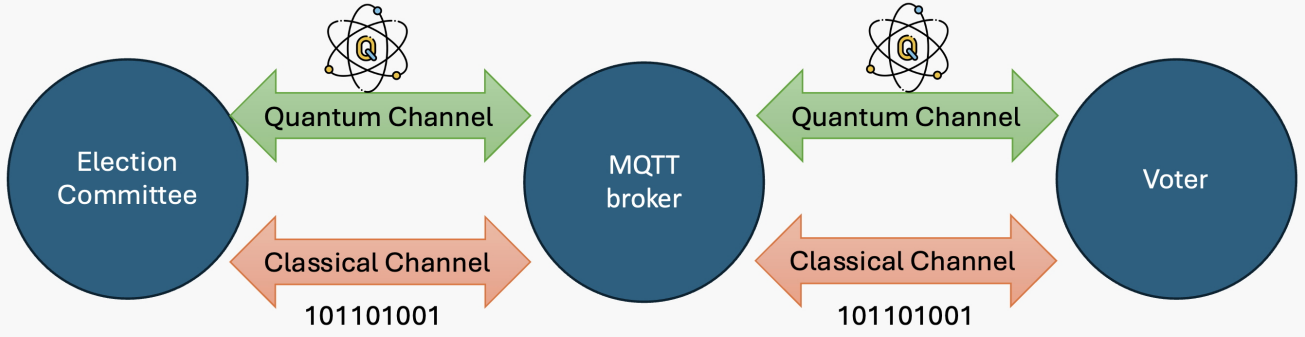 Q
Q
Quantum Channel
Quantum Channel
Election
Committee
MQTT
broker
Voter
Classical Channel
Classical Channel
101101001
101101001